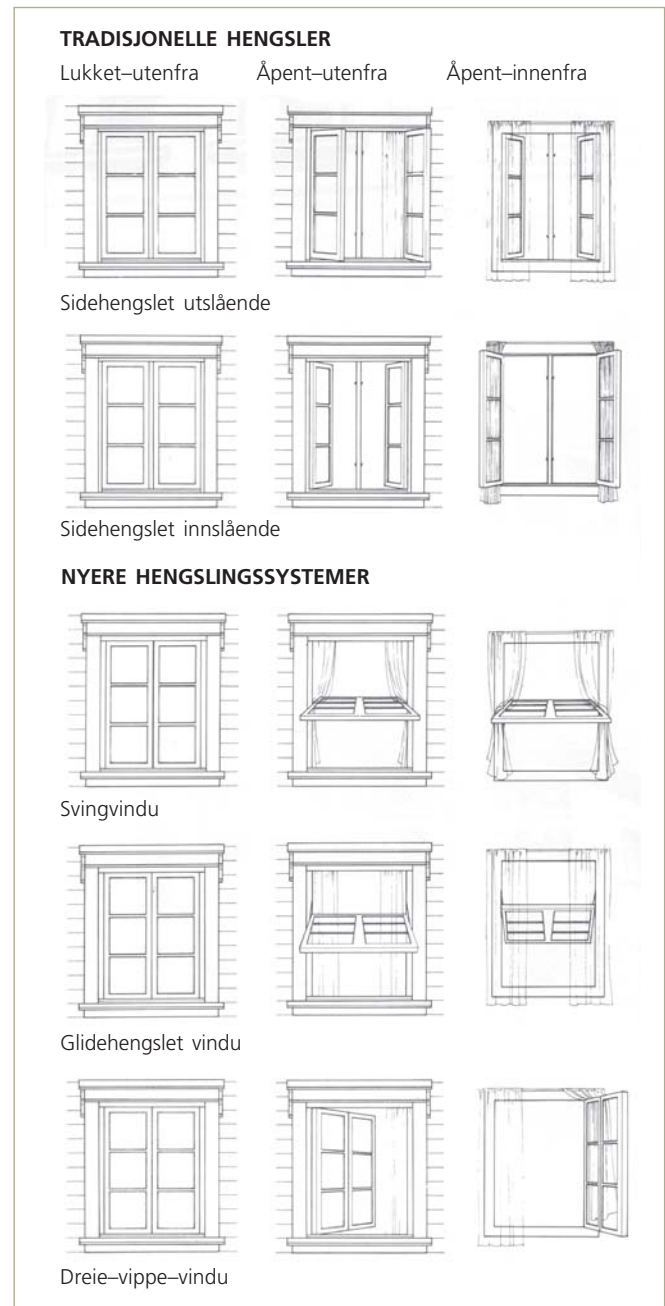 TRADISJONELLE HENGSLER
Lukket–utenfra Åpent–utenfra Åpent–innenfra
Sidehengslet utslående
Sidehengslet innslående
NYERE HENGSLINGSSYSTEMER
Svingvindu
Glidehengslet vindu
Dreie–vippe–vindu